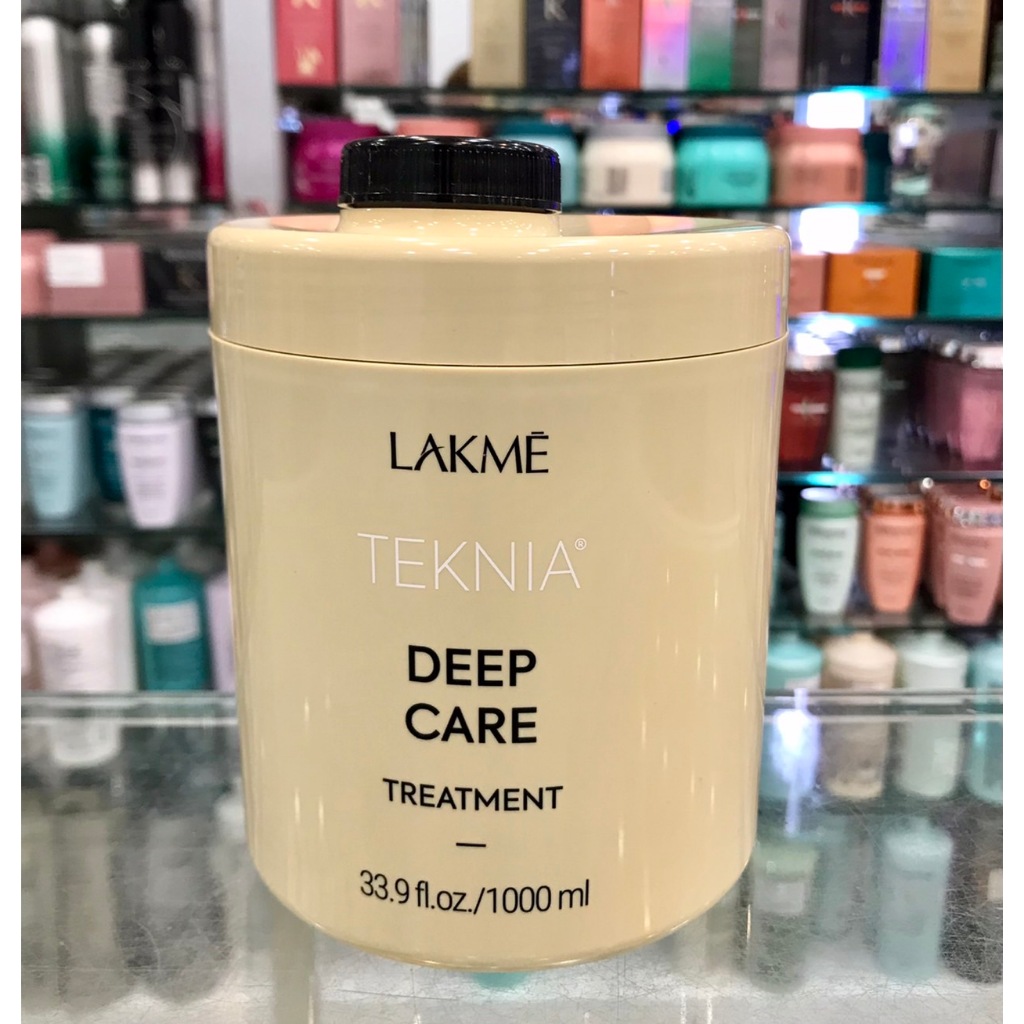 LAKMĒ
TEKNIA®
DEEP
CARE
TREATMENT
33.9 fl.oz./1000 ml